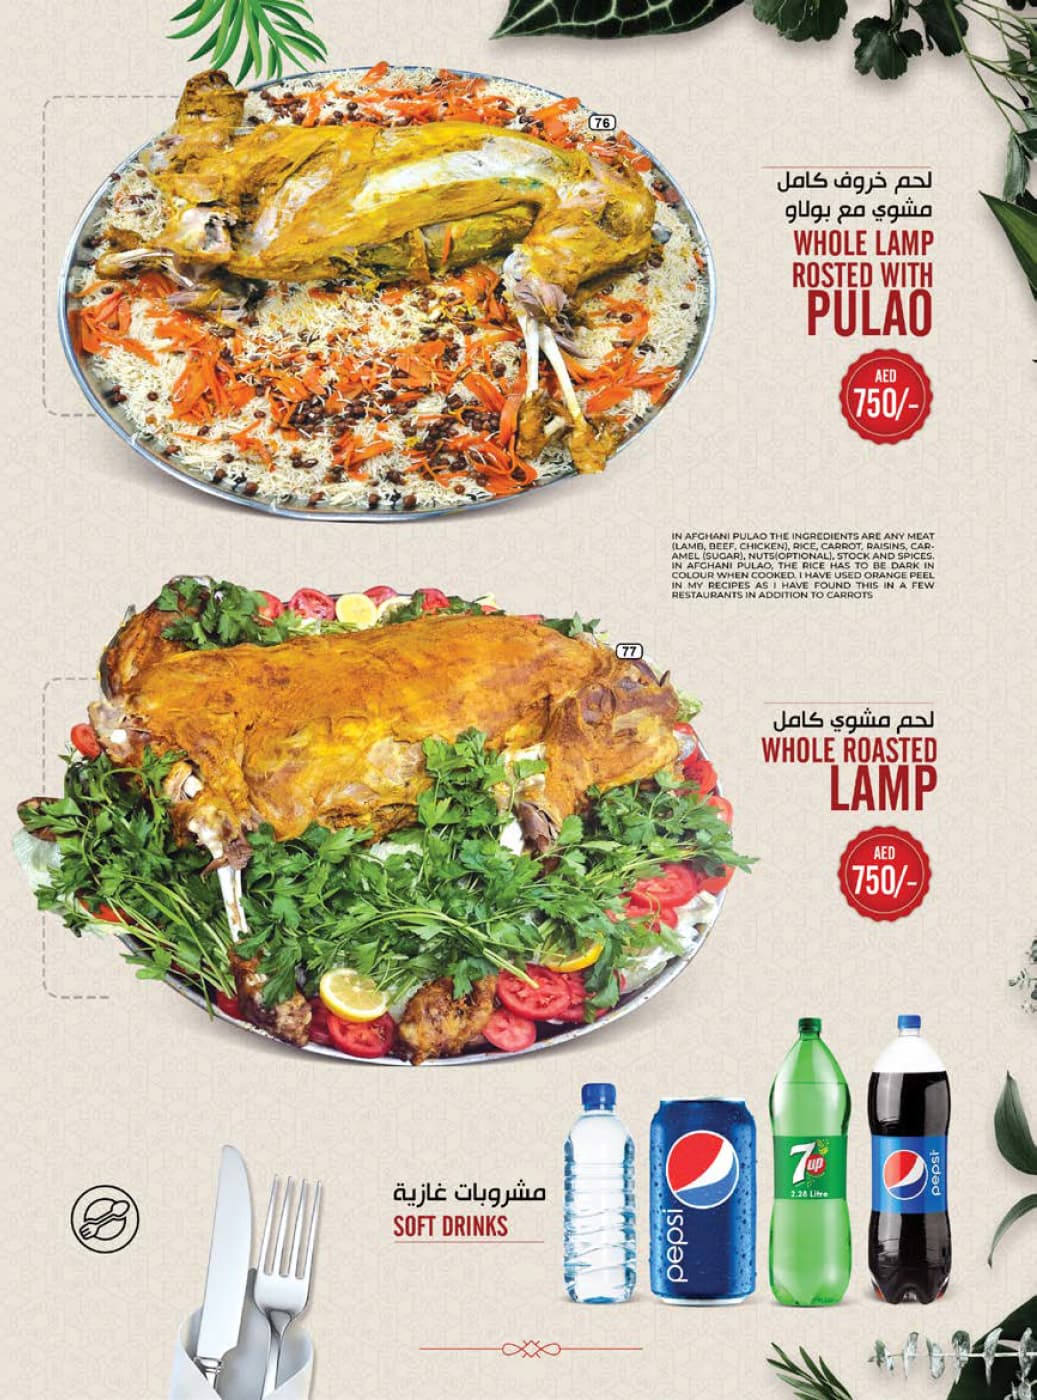 76
لحم خروف كامل
مشوي مع بولاو
WHOLE LAMP
ROSTED WITH
PULAO
AED
750/-
IN AFGHANI PULAO THE INGREDIENTS ARE ANY MEAT
(LAMB, BEEF, CHICKEN), RICE, CARROT, RAISINS, CAR-
AMEL (SUGAR), NUTS(OPTIONAL), STOCK AND SPICES.
IN AFGHANI PULAO, THE RICE HAS TO BE DARK IN
COLOUR WHEN COOKED. I HAVE USED ORANGE PEEL
IN MY RECIPES AS I HAVE FOUND THIS IN A FEW
RESTAURANTS IN ADDITION TO CARROTS
77
لحم مشوي كامل
WHOLE ROASTED
LAMP
AED
750/-
مشروبات غازية
SOFT DRINKS
pepsi
7up
2.28 Litre
pepsi